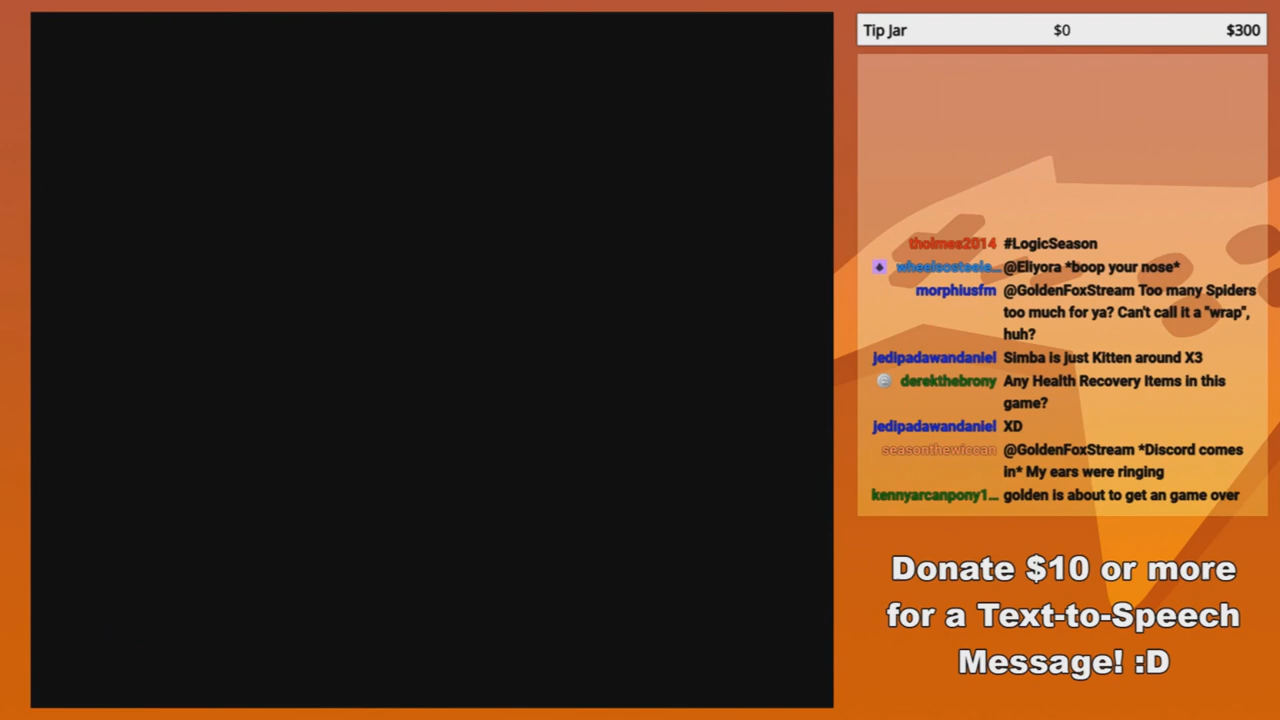 Tip Jar $0 $300
tholmes2014 #LogicSeason
wheelsosteele... @Eliyora *boop your nose*
morphiusfm @GoldenFoxStream Too many Spiders
too much for ya? Can't call it a "wrap",
huh?
jedipadawandaniel Simba is just Kitten around X3
derekthebrony Any Health Recovery Items in this
game?
jedipadawandaniel XD
seasonthewiccan @GoldenFoxStream *Discord comes
in* My ears were ringing
kennyarcanpony1... golden is about to get an game over
Donate $10 or more
for a Text-to-Speech
Message! :D